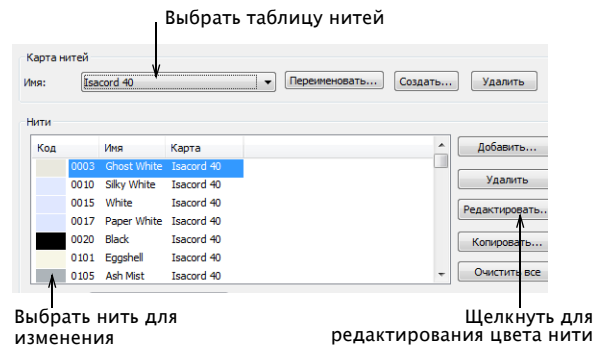 Выбрать таблицу нитей
Карта нитей
Имя: Isacord 40 Переименовать... Создать... Удалить
Нити
Код Имя Карта
0003 Ghost White Isacord 40
0010 Silky White Isacord 40
0015 White Isacord 40
0017 Paper White Isacord 40
0020 Black Isacord 40
0101 Eggshell Isacord 40
0105 Ash Mist Isacord 40
Добавить...
Удалить
Редактировать..
Копировать...
Очистить все
Выбрать нить для
изменения
Щелкнуть для
редактирования цвета нити